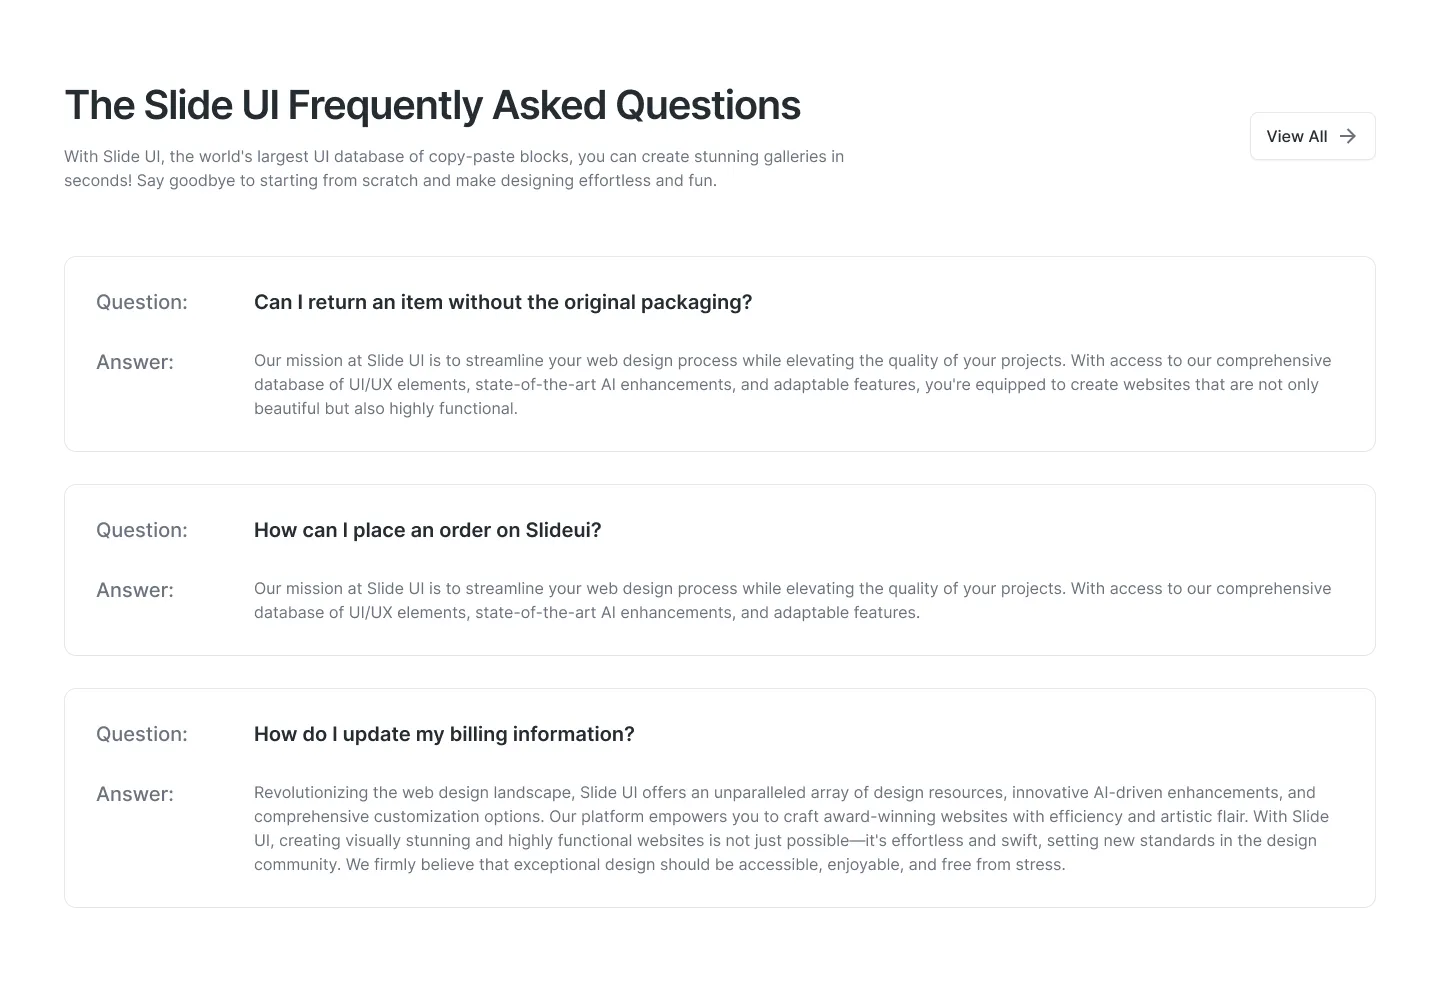 The Slide UI Frequently Asked Questions
With Slide UI, the world's largest UI database of copy-paste blocks, you can create stunning galleries in
seconds! Say goodbye to starting from scratch and make designing effortless and fun.
View All
Question:
Can I return an item without the original packaging?
Answer:
Our mission at Slide UI is to streamline your web design process while elevating the quality of your projects. With access to our comprehensive
database of UI/UX elements, state-of-the-art AI enhancements, and adaptable features, you're equipped to create websites that are not only
beautiful but also highly functional.
Question:
How can I place an order on Slideui?
Answer:
Our mission at Slide UI is to streamline your web design process while elevating the quality of your projects. With access to our comprehensive
database of UI/UX elements, state-of-the-art AI enhancements, and adaptable features.
Question:
How do I update my billing information?
Answer:
Revolutionizing the web design landscape, Slide UI offers an unparalleled array of design resources, innovative AI-driven enhancements, and
comprehensive customization options. Our platform empowers you to craft award-winning websites with efficiency and artistic flair. With Slide
UI, creating visually stunning and highly functional websites is not just possible—it's effortless and swift, setting new standards in the design
community. We firmly believe that exceptional design should be accessible, enjoyable, and free from stress.